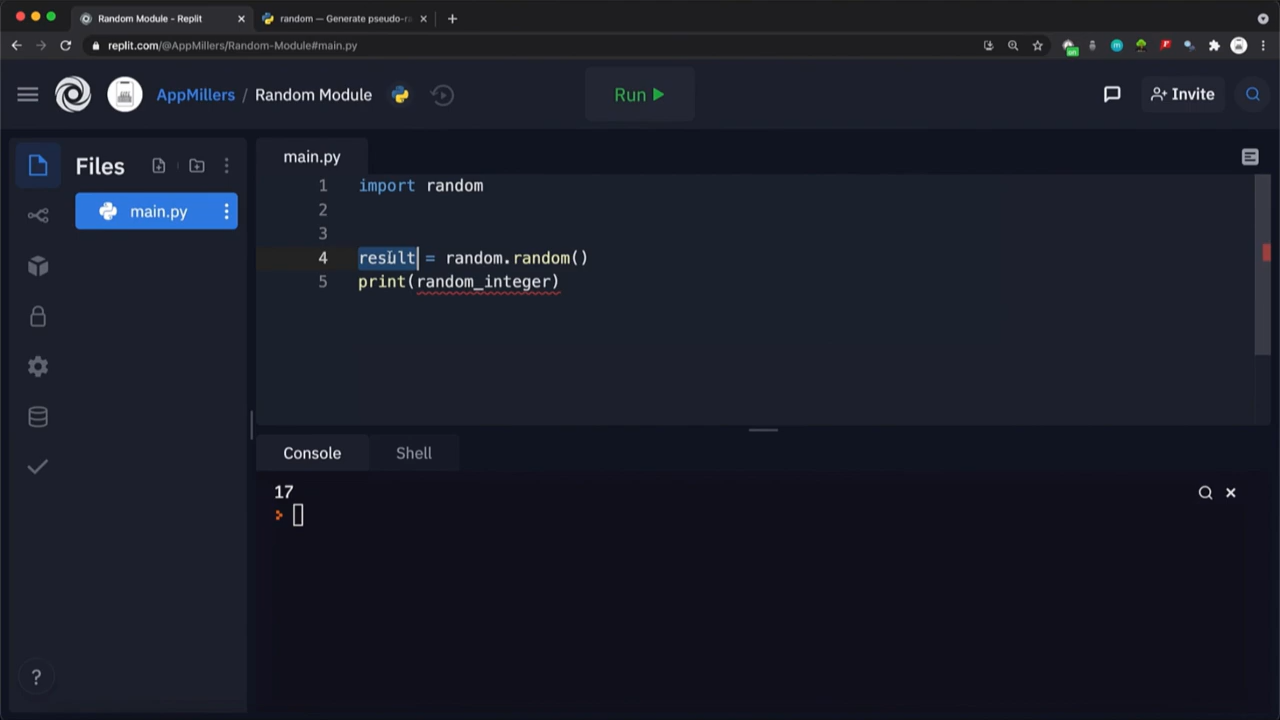 Random Module - Replit
random — Generate pseudo-ra
replit.com/@AppMillers/Random-Module#main.py
AppMillers / Random Module
Run
Invite
Files
main.py
main.py
1 import random
2
3
4 result = random.random()
5 print(random_integer)
Console
Shell
17
?